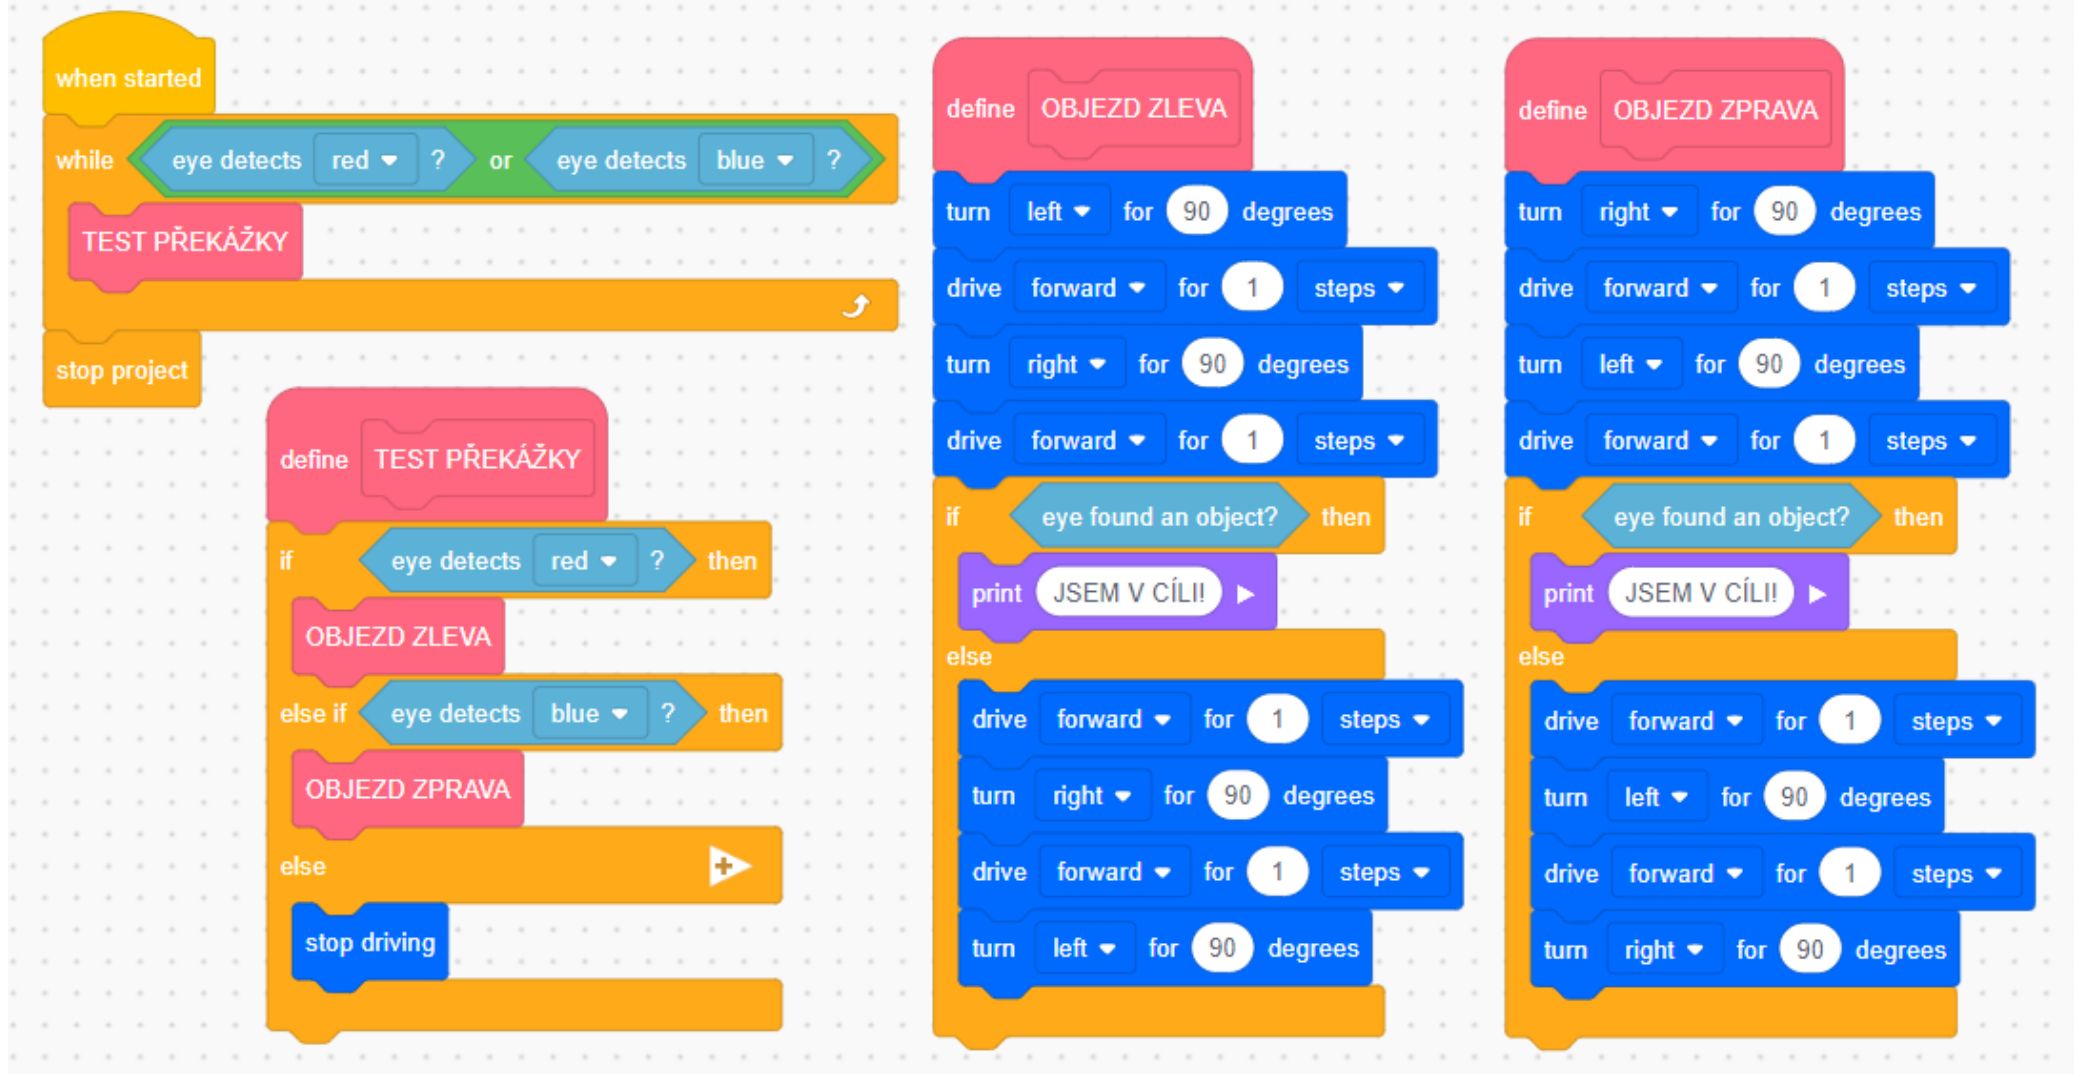 when started
while eye detects red ? or eye detects blue ?
TEST PŘEKÁŽKY
stop project
define TEST PŘEKÁŽKY
if eye detects red ? then
OBJEZD ZLEVA
else if eye detects blue ? then
OBJEZD ZPRAVA
else
stop driving
define OBJEZD ZLEVA
turn left for 90 degrees
drive forward for 1 steps
turn right for 90 degrees
drive forward for 1 steps
if eye found an object? then
print JSEM V CÍLI!
else
drive forward for 1 steps
turn right for 90 degrees
drive forward for 1 steps
turn left for 90 degrees
define OBJEZD ZPRAVA
turn right for 90 degrees
drive forward for 1 steps
turn left for 90 degrees
drive forward for 1 steps
if eye found an object? then
print JSEM V CÍLI!
else
drive forward for 1 steps
turn left for 90 degrees
drive forward for 1 steps
turn right for 90 degrees